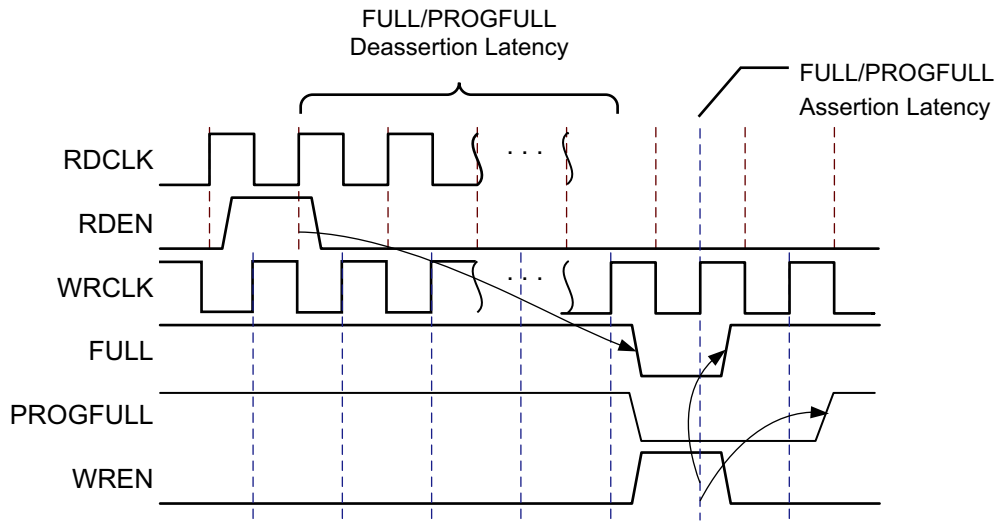 FULL/PROGFULL
Deassertion Latency
FULL/PROGFULL
Assertion Latency
RDCLK
. . .
RDEN
WRCLK
. . .
FULL
PROGFULL
WREN